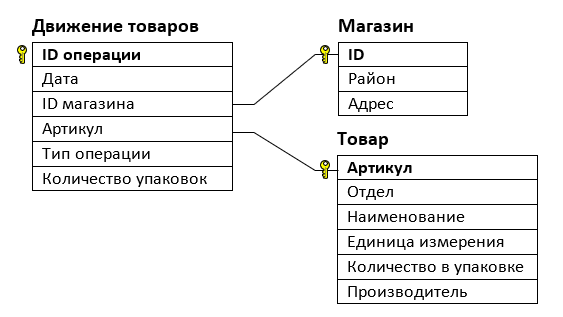 Движение товаров
ID операции
Дата
ID магазина
Артикул
Тип операции
Количество упаковок
Магазин
ID
Район
Адрес
Товар
Артикул
Отдел
Наименование
Единица измерения
Количество в упаковке
Производитель